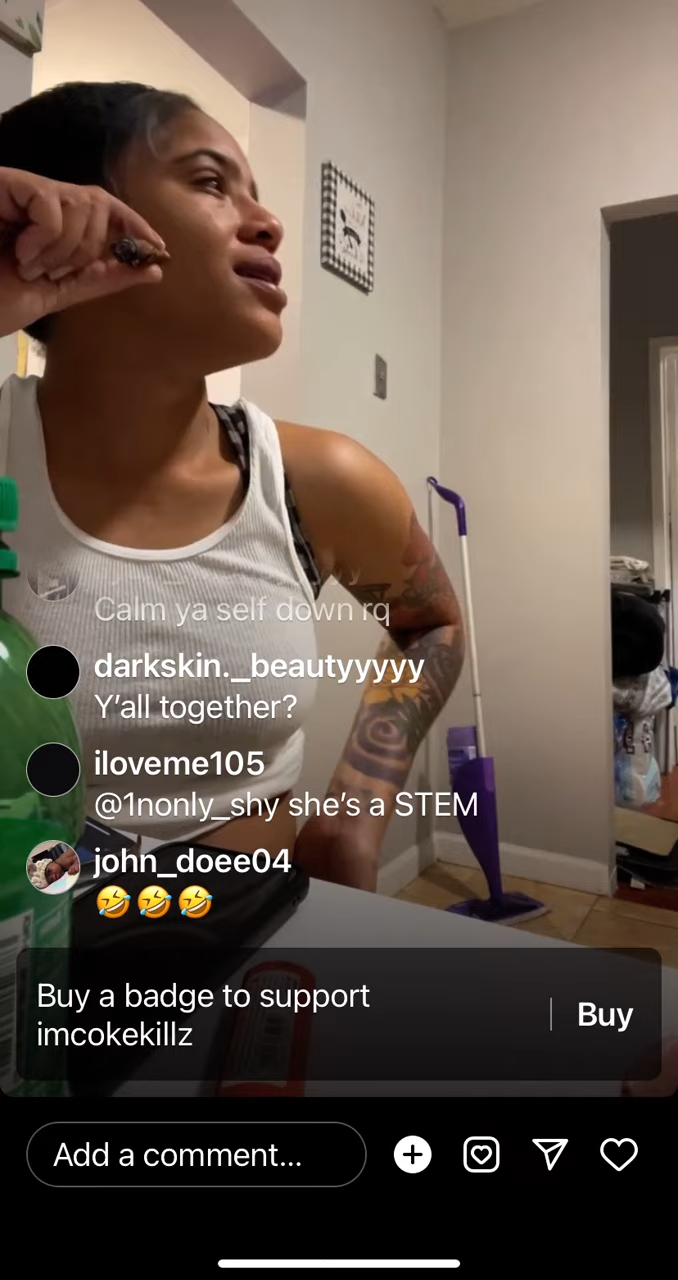 Calm ya self down rq
darkskin._beautyyyyy
Y’all together?
iloveme105
@1nonly_shy she’s a STEM
john_doee04
🤣🤣🤣
Buy a badge to support
imcokekillz
Buy
Add a comment...